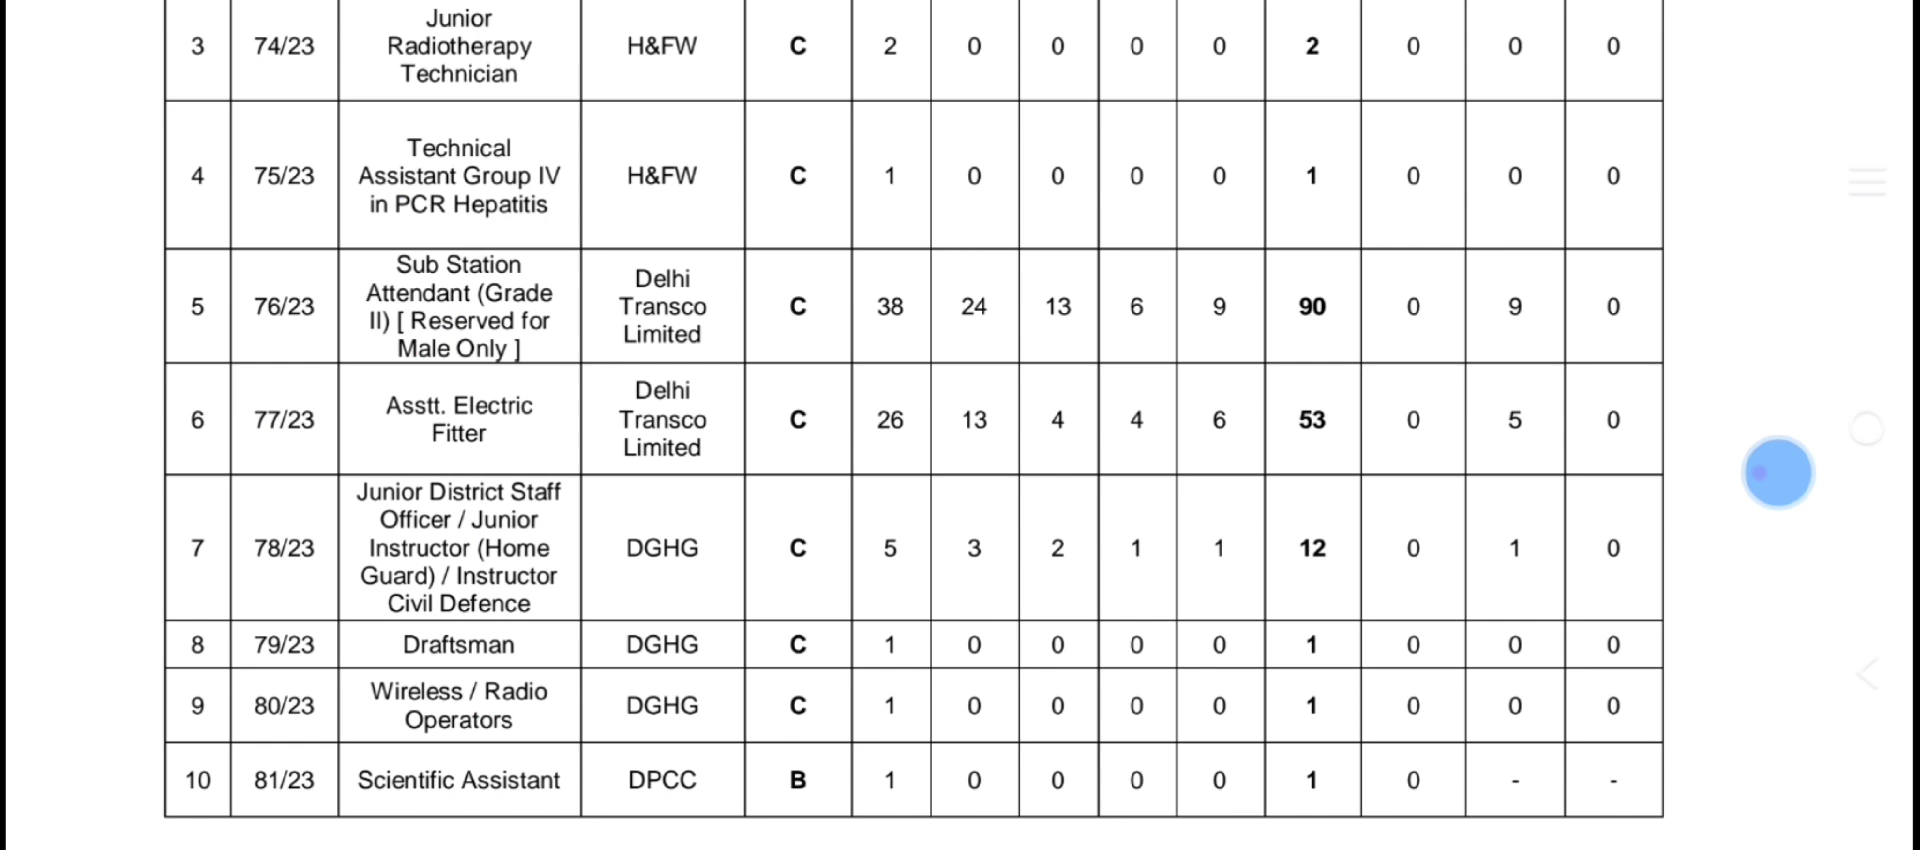 3 74/23 Junior Radiotherapy Technician H&FW C 2 0 0 0 0 2 0 0 0
4 75/23 Technical Assistant Group IV in PCR Hepatitis H&FW C 1 0 0 0 0 1 0 0 0
5 76/23 Sub Station Attendant (Grade II) [ Reserved for Male Only ] Delhi Transco Limited C 38 24 13 6 9 90 0 9 0
6 77/23 Asstt. Electric Fitter Delhi Transco Limited C 26 13 4 4 6 53 0 5 0
7 78/23 Junior District Staff Officer / Junior Instructor (Home Guard) / Instructor Civil Defence DGHG C 5 3 2 1 1 12 0 1 0
8 79/23 Draftsman DGHG C 1 0 0 0 0 1 0 0 0
9 80/23 Wireless / Radio Operators DGHG C 1 0 0 0 0 1 0 0 0
10 81/23 Scientific Assistant DPCC B 1 0 0 0 0 1 0 - -